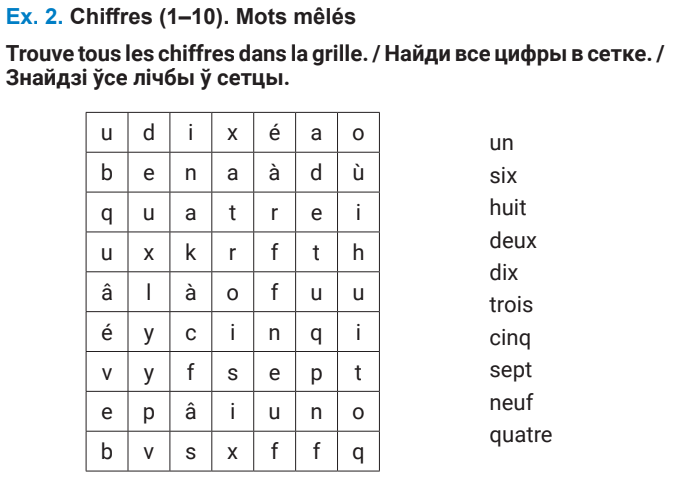 Ex. 2. Chiffres (1–10). Mots mêlés
Trouve tous les chiffres dans la grille. / Найди все цифры в сетке. /
Знайдзі ўсе лічбы ў сетцы.
u d i x é a o
b e n a à d ù
q u a t r e i
u x k r f t h
â l à o f u u
é y c i n q i
v y f s e p t
e p â i u n o
b v s x f f q
un
six
huit
deux
dix
trois
cinq
sept
neuf
quatre